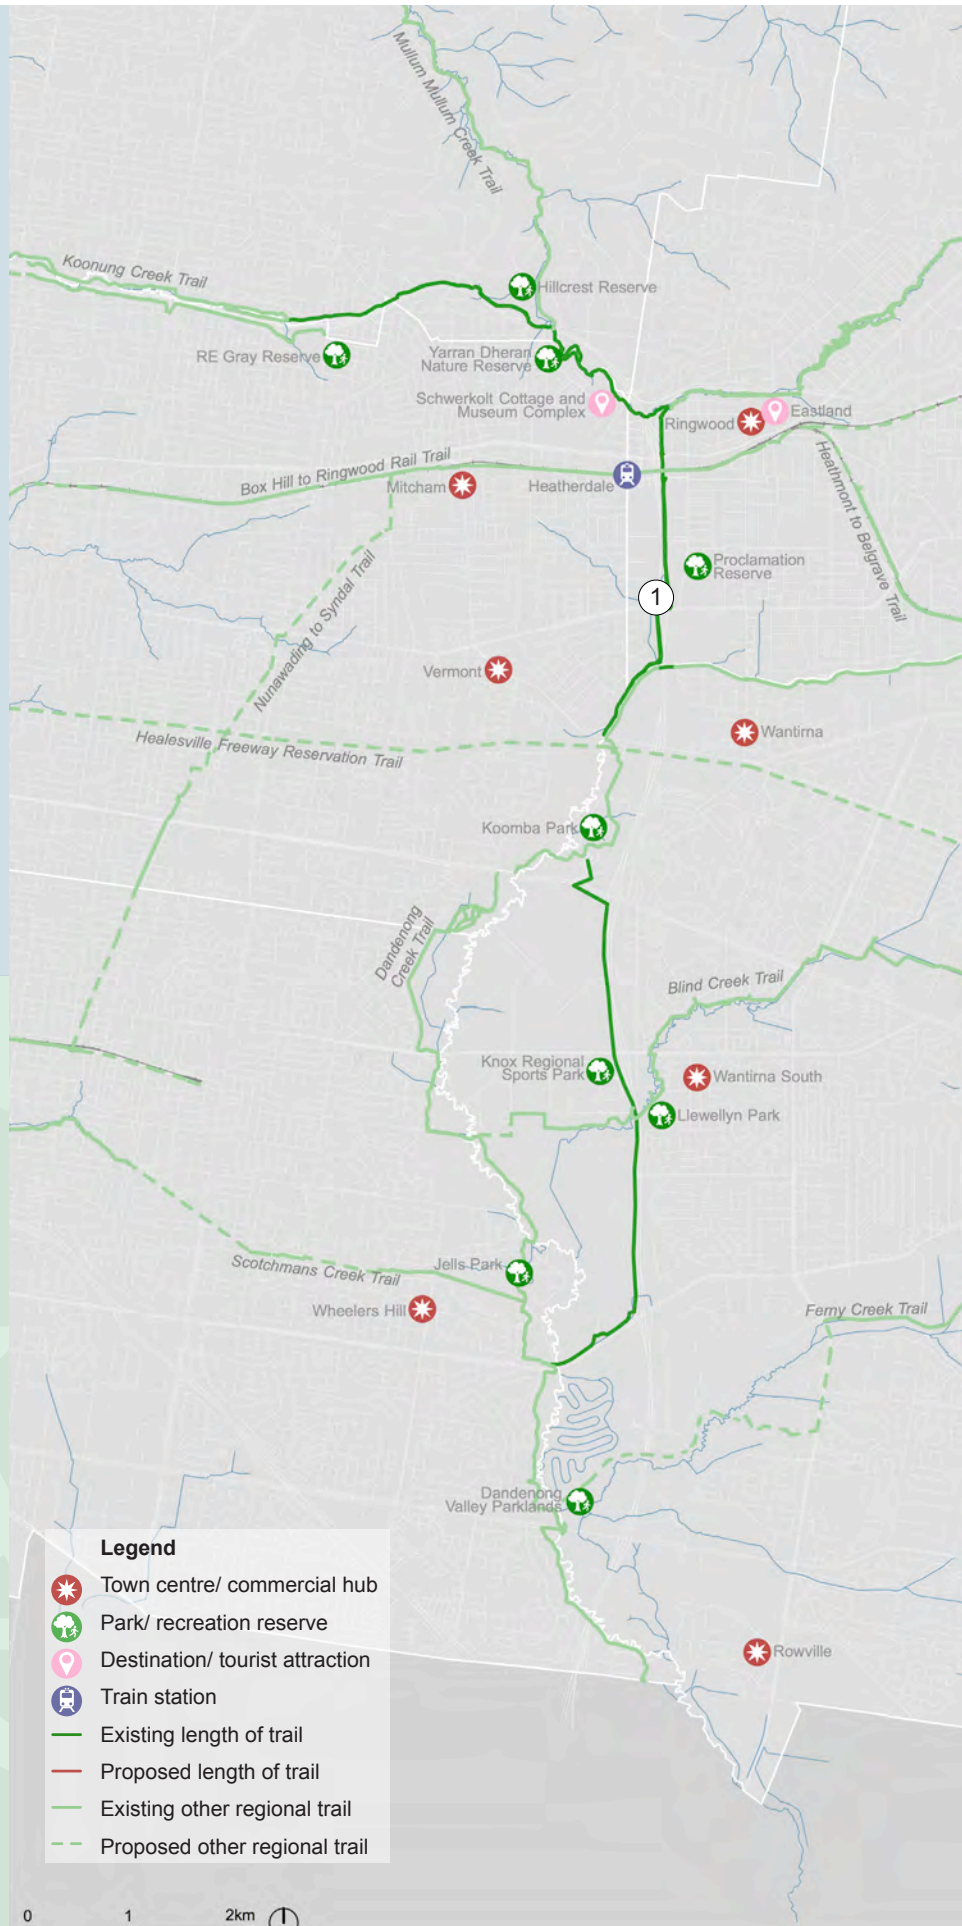 Mullum Mullum Creek Trail
Koonung Creek Trail
Hillcrest Reserve
RE Gray Reserve
Yarran Dheran
Nature Reserve
Schwerkolt Cottage and
Museum Complex
Eastland
Ringwood
Box Hill to Ringwood Rail Trail
Mitcham
Heatherdale
Heathmont to Belgrave Trail
Nunawading to Syndal Trail
Proclamation
Reserve
1
Vermont
Wantirna
Healesville Freeway Reservation Trail
Koomba Park
Dandenong
Creek Trail
Blind Creek Trail
Knox Regional
Sports Park
Wantirna South
Llewellyn Park
Scotchmans Creek Trail
Jells Park
Wheelers Hill
Ferny Creek Trail
Dandenong
Valley Parklands
Rowville
Legend
Town centre/ commercial hub
Park/ recreation reserve
Destination/ tourist attraction
Train station
Existing length of trail
Proposed length of trail
Existing other regional trail
Proposed other regional trail
0 1 2km